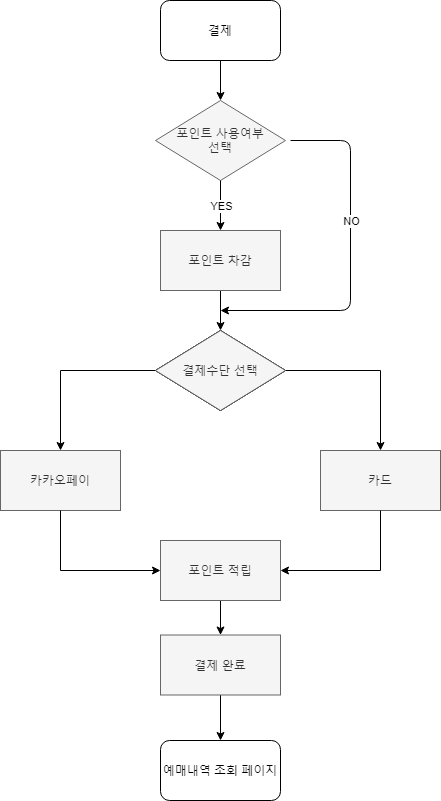 결제
포인트 사용여부
선택
YES
NO
포인트 차감
결제수단 선택
카카오페이
카드
포인트 적립
결제 완료
예매내역 조회 페이지